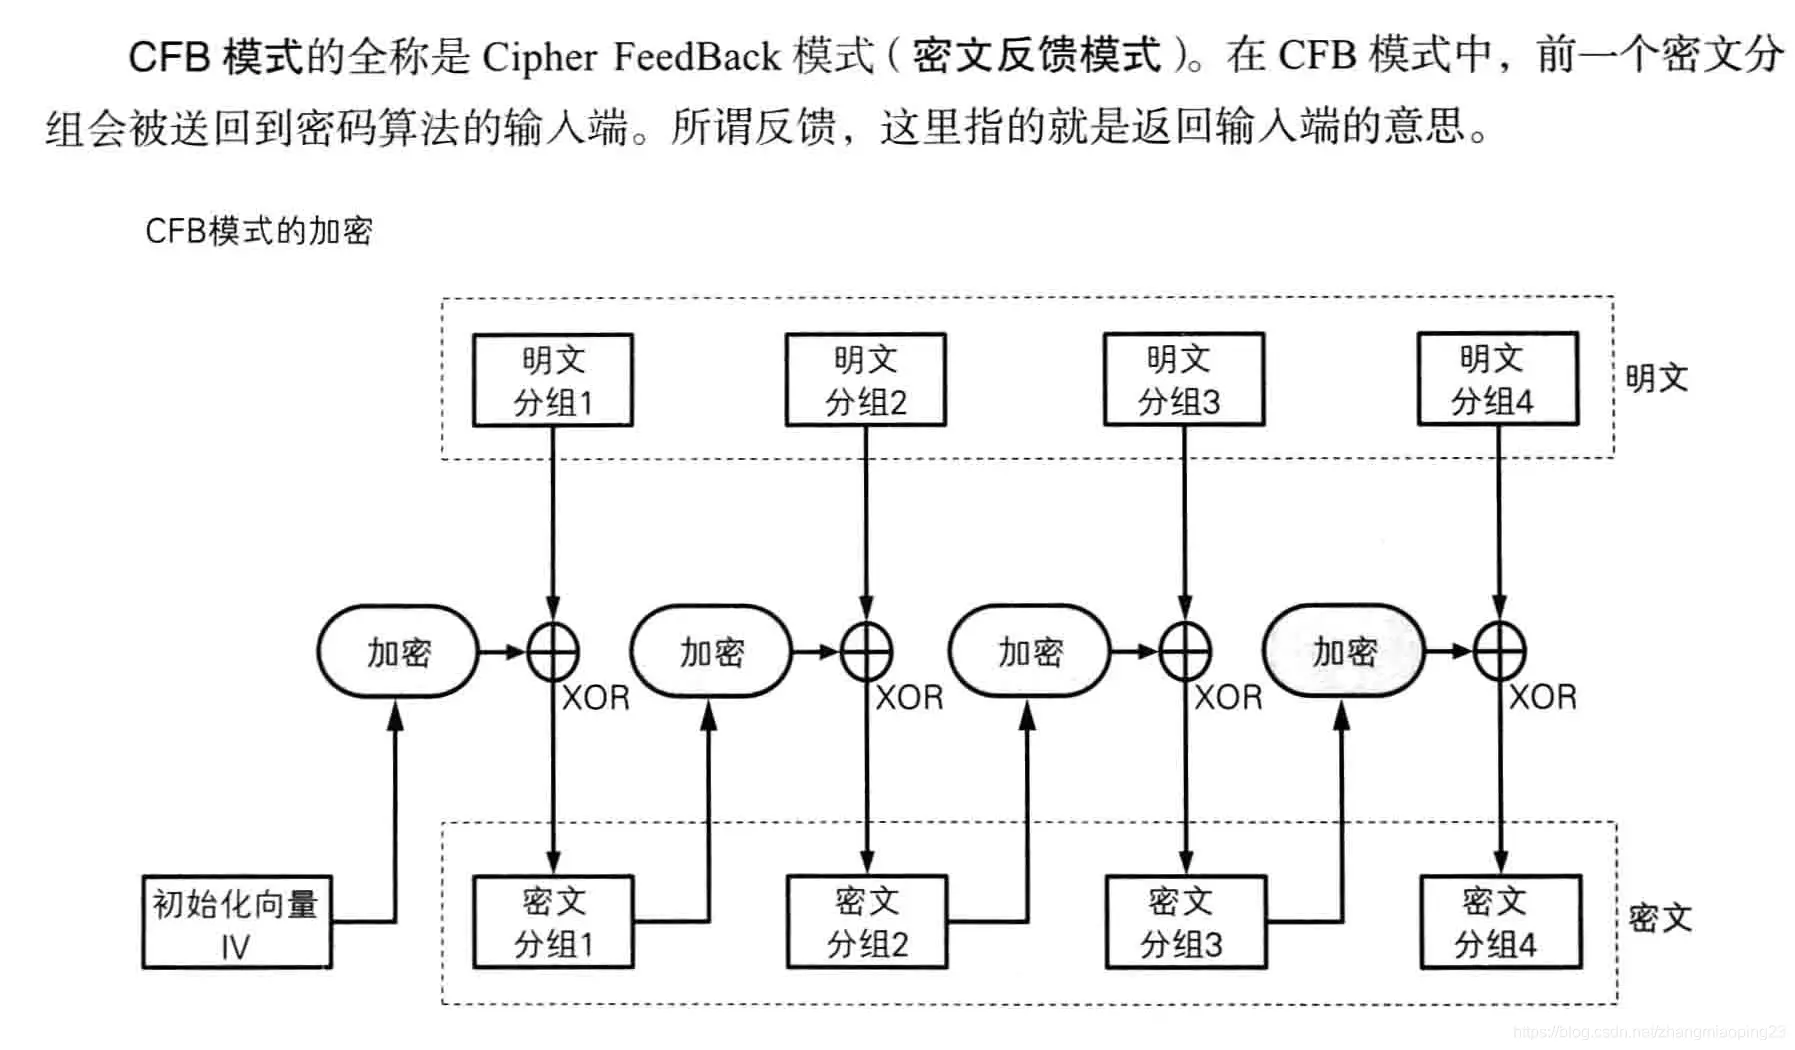 CFB 模式的全称是 Cipher FeedBack 模式（密文反馈模式）。在 CFB 模式中，前一个密文分
组会被送回到密码算法的输入端。所谓反馈，这里指的就是返回输入端的意思。
CFB模式的加密
明文
分组1
明文
分组2
明文
分组3
明文
分组4
明文
加密
XOR
加密
XOR
加密
XOR
加密
XOR
初始化向量
IV
密文
分组1
密文
分组2
密文
分组3
密文
分组4
密文
https://blog.csdn.net/zhangmiaoping23